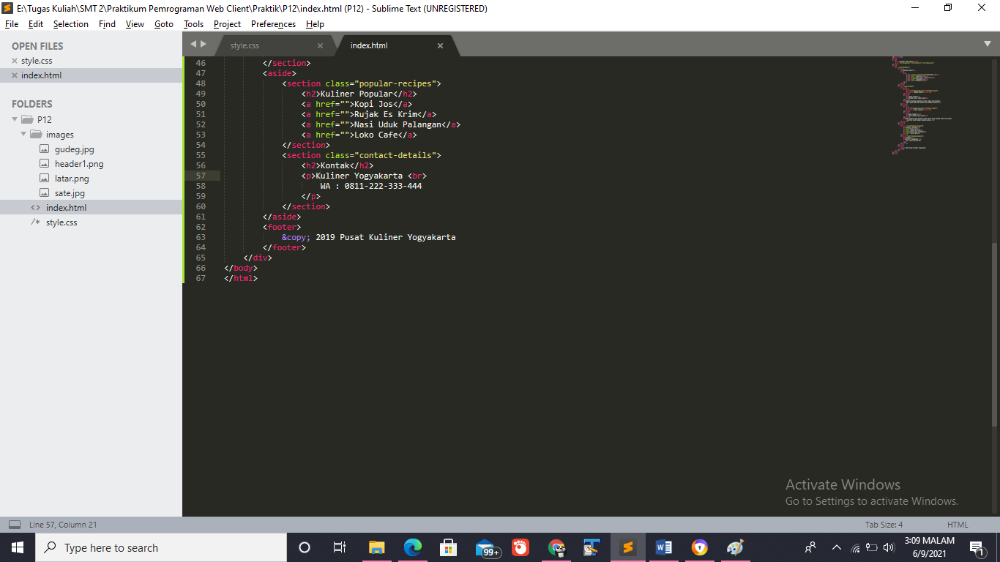 E:\Tugas Kuliah\SMT 2\Praktikum Pemrograman Web Client\Praktik\P12\index.html (P12) - Sublime Text (UNREGISTERED)
File Edit Selection Find View Goto Tools Project Preferences Help
OPEN FILES
style.css
index.html
FOLDERS
P12
images
gudeg.jpg
header1.png
latar.png
sate.jpg
<> index.html
/* style.css
style.css
index.html
46 </section>
47 <aside>
48 <section class="popular-recipes">
49 <h2>Kuliner Popular</h2>
50 <a href="">Kopi Jos</a>
51 <a href="">Rujak Es Krim</a>
52 <a href="">Nasi Uduk Palangan</a>
53 <a href="">Loko Cafe</a>
54 </section>
55 <section class="contact-details">
56 <h2>Kontak</h2>
57 <p>Kuliner Yogyakarta <br>
58 WA : 0811-222-333-444
59 </p>
60 </section>
61 </aside>
62 <footer>
63 &copy; 2019 Pusat Kuliner Yogyakarta
64 </footer>
65 </div>
66 </body>
67 </html>
Activate Windows
Go to Settings to activate Windows.
Line 57, Column 21
Tab Size: 4
HTML
Type here to search
99+
3:09 MALAM
6/9/2021
1